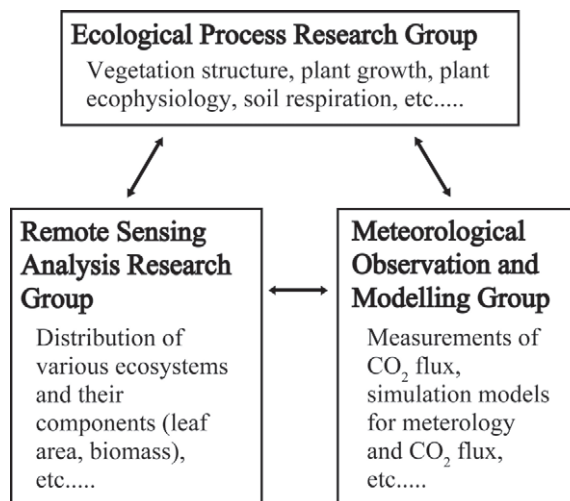 Ecological Process Research Group
Vegetation structure, plant growth, plant
ecophysiology, soil respiration, etc.....
Remote Sensing
Analysis Research
Group
Distribution of
various ecosystems
and their
components (leaf
area, biomass),
etc.....
Meteorological
Observation and
Modelling Group
Measurements of
CO₂ flux,
simulation models
for meterology
and CO₂ flux,
etc.....